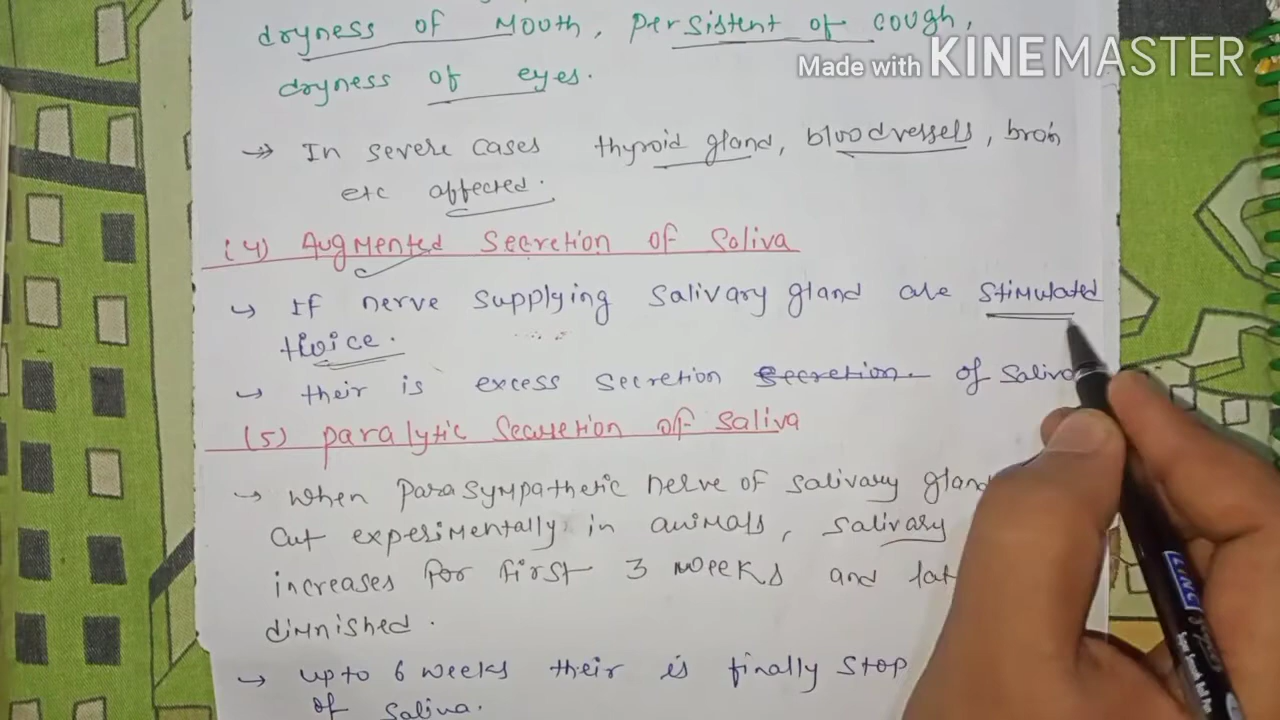 dryness of Mouth, persistent of cough,
Made with KINEMASTER
dryness of eyes.
In severe cases thyroid gland, bloodvessels, brain
etc affected.
(4) Augmented Secretion of Saliva
If nerve supplying Salivary gland are stimulated
twice.
their is excess secretion secretion of saliva
(5) paralytic Secretion of Saliva
When parasympathetic nerve of salivary gland
Cut experimentally in animals, salivary
increases for first 3 weeks and lat
diminished.
upto 6 weeks their is finally stop
of saliva.